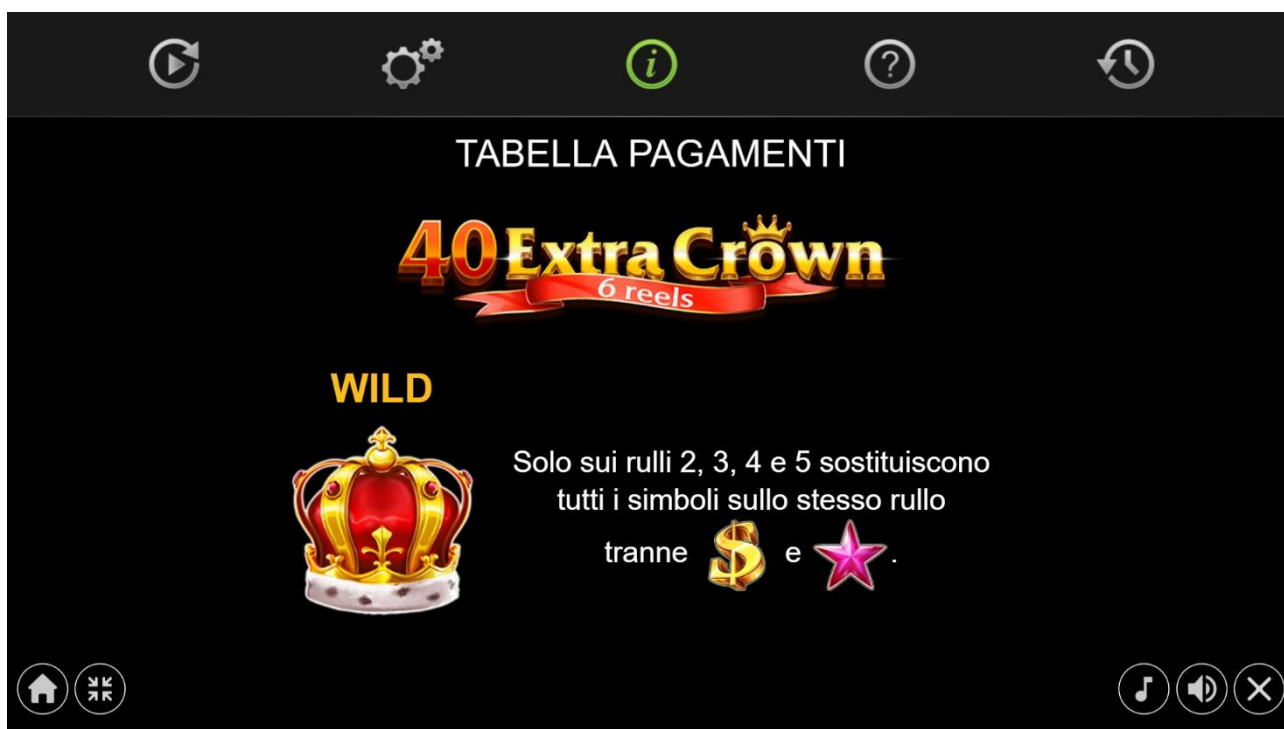 TABELLA PAGAMENTI
40 Extra Crown
6 reels
WILD
Solo sui rulli 2, 3, 4 e 5 sostituiscono
tutti i simboli sullo stesso rullo
tranne $ e .